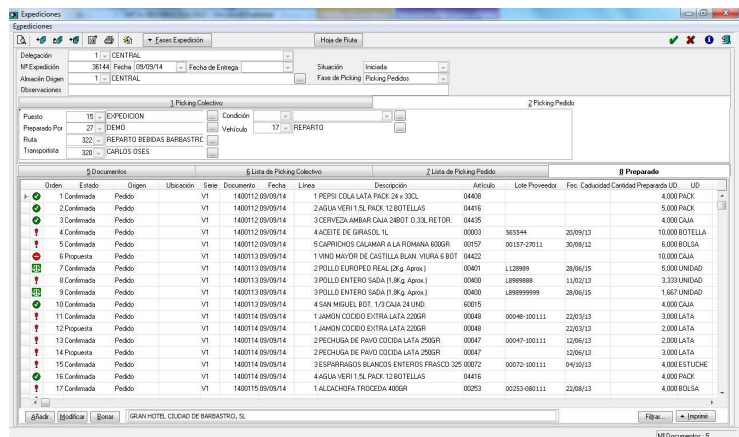 Expediciones
Expediciones
Fases Expedición Hoja de Ruta
Delegación 1 CENTRAL
Nº Expedición 36144 Fecha 09/09/14 Fecha de Entrega Situación Iniciada
Almacén Origen 1 CENTRAL Fase de Picking Picking Pedidos
Observaciones
1 Picking Colectivo 2 Picking Pedido
Puesto 15 EXPEDICION Condición
Preparado Por 27 DEMO Vehículo 17 REPARTO
Ruta 322 REPARTO BEBIDAS BARBASTRO
Transportista 320 CARLOS OSES
5 Documentos 6 Lista de Picking Colectivo 7 Lista de Picking Pedido 8 Preparado
Orden Estado Origen Ubicación Serie Documento Fecha Línea Descripción Artículo Lote Proveedor Fec. Caducidad Cantidad Prepararda UD UD
1 Confirmada Pedido V1 1400112 09/09/14 1 PEPSI COLA LATA PACK 24 x 33CL 04408 4,000 PACK
2 Confirmada Pedido V1 1400112 09/09/14 2 AGUA VERI 1,5L PACK 12 BOTELLAS 04416 5,000 PACK
3 Confirmada Pedido V1 1400112 09/09/14 3 CERVEZA AMBAR CAJA 24BOT 0.33L RETOR. 04435 4,000 CAJA
4 Confirmada Pedido V1 1400112 09/09/14 4 ACEITE DE GIRASOL 1L 00003 565544 20/09/13 10,000 BOTELLA
5 Confirmada Pedido V1 1400112 09/09/14 5 CAPRICHOS CALAMAR A LA ROMANA 600GR 00157 00157-27011 30/08/12 6,000 BOLSA
6 Propuesta Pedido V1 1400113 09/09/14 1 VINO MAYOR DE CASTILLA BLAN. VIURA 6 BOT 04422 10,000 CAJA
7 Confirmada Pedido V1 1400113 09/09/14 2 POLLO EUROPEO REAL (2Kg. Aprox.) 00401 L128989 28/06/15 5,000 UNIDAD
8 Confirmada Pedido V1 1400113 09/09/14 3 POLLO ENTERO SADA (1,8Kg. Aprox.) 00400 L8989888 11/02/13 3,333 UNIDAD
9 Confirmada Pedido V1 1400113 09/09/14 3 POLLO ENTERO SADA (1,8Kg. Aprox.) 00400 L898999999 28/06/15 1,667 UNIDAD
10 Confirmada Pedido V1 1400113 09/09/14 4 SAN MIGUEL BOT. 1/3 CAJA 24 UND. 60015 4,000 CAJA
11 Confirmada Pedido V1 1400114 09/09/14 1 JAMON COCIDO EXTRA LATA 220GR 00048 00048-100111 22/03/13 3,000 LATA
12 Propuesta Pedido V1 1400114 09/09/14 1 JAMON COCIDO EXTRA LATA 220GR 00048 22/03/13 2,000 LATA
13 Confirmada Pedido V1 1400114 09/09/14 2 PECHUGA DE PAVO COCIDA LATA 250GR 00047 00047-100111 12/06/13 2,000 LATA
14 Propuesta Pedido V1 1400114 09/09/14 2 PECHUGA DE PAVO COCIDA LATA 250GR 00047 12/06/13 3,000 LATA
15 Confirmada Pedido V1 1400114 09/09/14 3 ESPARRAGOS BLANCOS ENTEROS FRASCO 325 00072 00072-100111 04/10/13 4,000 ESTUCHE
16 Confirmada Pedido V1 1400114 09/09/14 4 AGUA VERI 1,5L PACK 12 BOTELLAS 04416 4,000 PACK
17 Confirmada Pedido V1 1400115 09/09/14 1 ALCACHOFA TROCEDA 400GR 00253 00253-080111 22/08/13 4,000 BOLSA
Añadir Modificar Borrar GRAN HOTEL CIUDAD DE BARBASTRO, SL Filtrar... Imprimir
Nº Documentos : 5